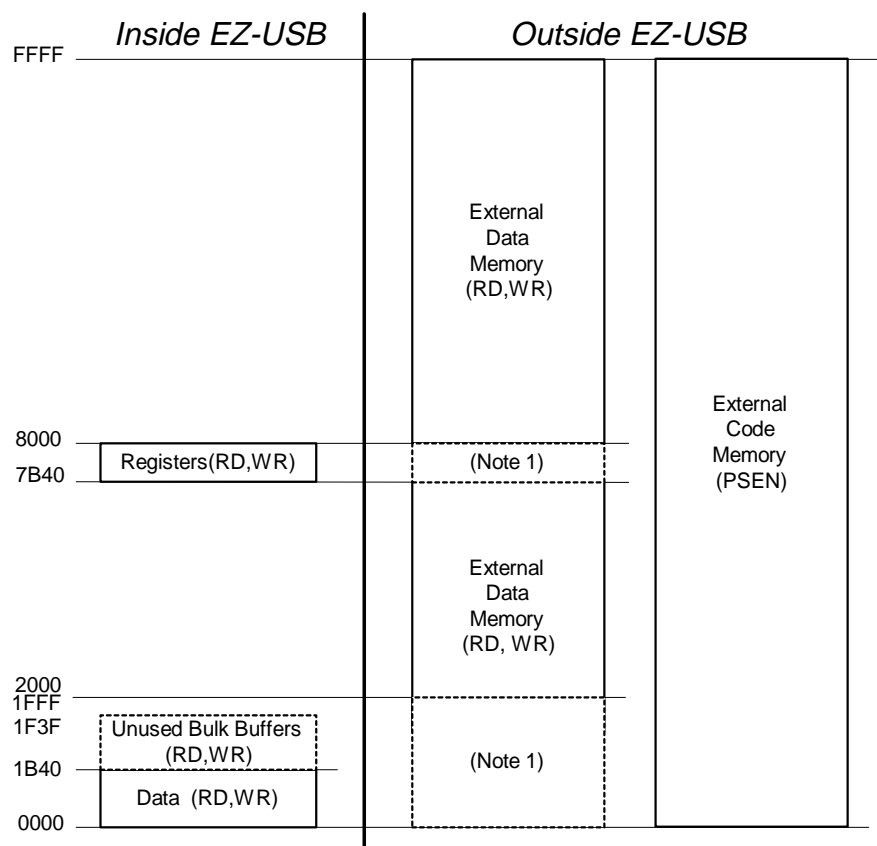 Inside EZ-USB
Outside EZ-USB
FFFF
External
Data
Memory
(RD,WR)
External
Code
Memory
(PSEN)
8000
Registers(RD,WR)
(Note 1)
7B40
External
Data
Memory
(RD, WR)
2000
1FFF
1F3F
Unused Bulk Buffers
(RD,WR)
(Note 1)
1B40
Data (RD,WR)
0000